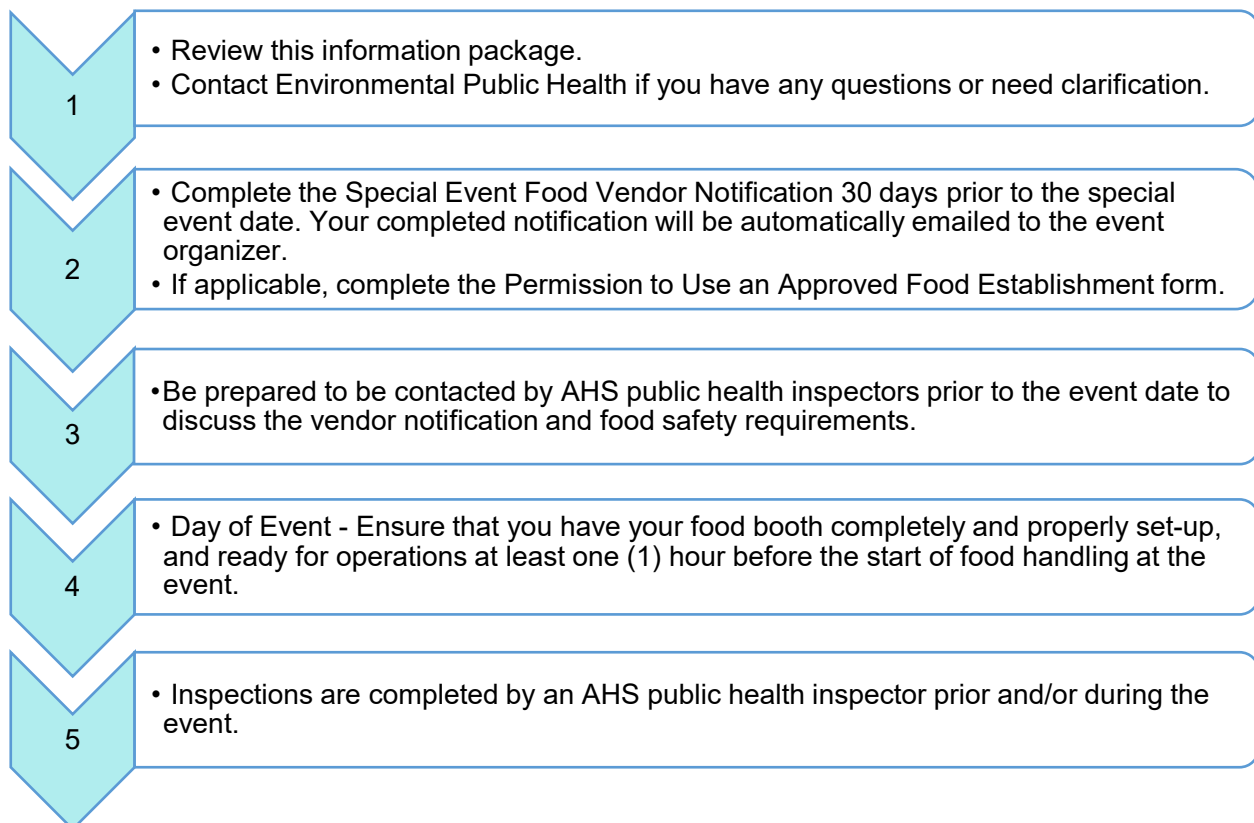 1
• Review this information package.
• Contact Environmental Public Health if you have any questions or need clarification.
2
• Complete the Special Event Food Vendor Notification 30 days prior to the special
event date. Your completed notification will be automatically emailed to the event
organizer.
• If applicable, complete the Permission to Use an Approved Food Establishment form.
3
•Be prepared to be contacted by AHS public health inspectors prior to the event date to
discuss the vendor notification and food safety requirements.
4
• Day of Event - Ensure that you have your food booth completely and properly set-up,
and ready for operations at least one (1) hour before the start of food handling at the
event.
5
• Inspections are completed by an AHS public health inspector prior and/or during the
event.